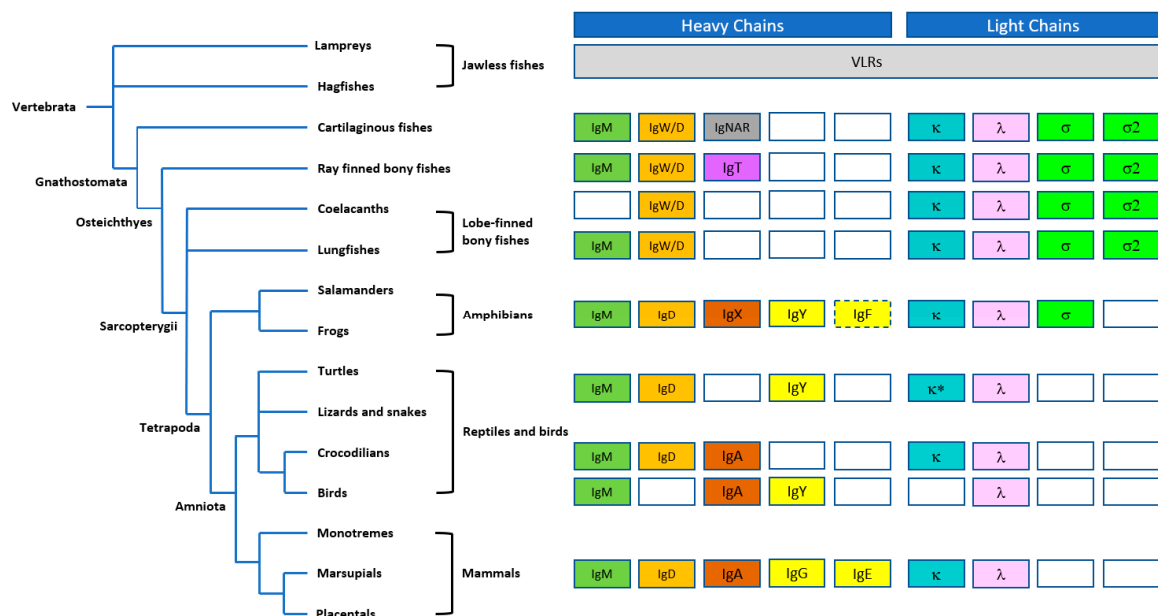 Heavy Chains Light Chains
Lampreys
VLRs
Jawless fishes
Hagfishes
Vertebrata
Cartilaginous fishes IgM IgW/D IgNAR κ λ σ σ2
Ray finned bony fishes IgM IgW/D IgT κ λ σ σ2
Gnathostomata
Coelacanths IgW/D κ λ σ σ2
Osteichthyes
Lobe-finned
bony fishes
Lungfishes IgM IgW/D κ λ σ σ2
Salamanders
Sarcopterygii
Amphibians IgM IgD IgX IgY IgF κ λ σ
Frogs
Turtles
IgM IgD IgY κ* λ
Lizards and snakes
Tetrapoda
Reptiles and birds
Crocodilians IgM IgD IgA κ λ
Birds IgM IgA IgY λ
Amniota
Monotremes
Marsupials
Mammals IgM IgD IgA IgG IgE κ λ
Placentals